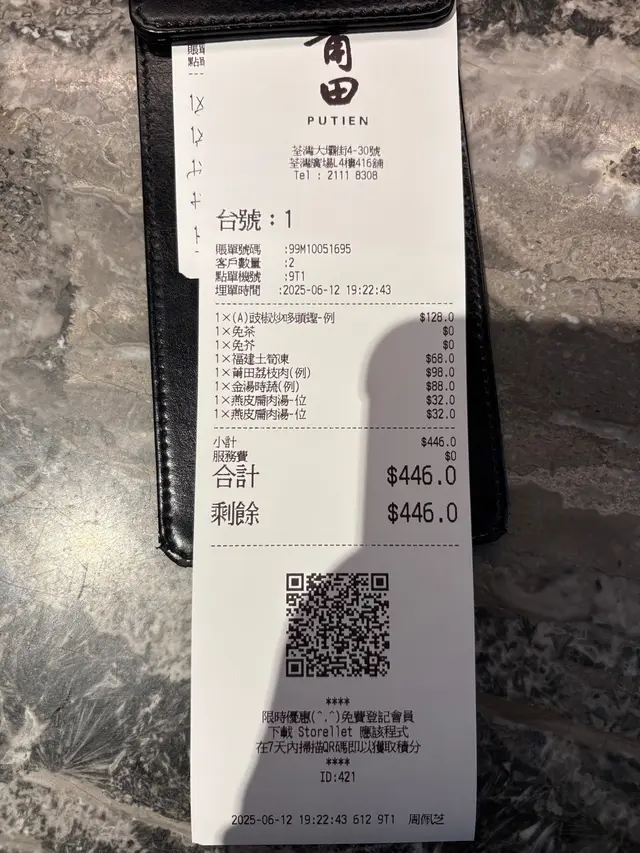 莆田
PUTIEN
荃灣大壩街4-30號
荃灣廣場L4樓416舖
Tel : 2111 8308
台號：1
賬單號碼 :99M10051695
客戶數量 :2
點單機號 :9T1
埋單時間 :2025-06-12 19:22:43
1×(A)豉椒炒哆頭蟶-例 $128.0
1×免茶 $0
1×免芥 $0
1×福建土筍凍 $68.0
1×莆田荔枝肉(例) $98.0
1×金湯時蔬(例) $88.0
1×燕皮扁肉湯-位 $32.0
1×燕皮扁肉湯-位 $32.0
小計 $446.0
服務費 $0
合計 $446.0
剩餘 $446.0
****
限時優惠(^.^)免費登記會員
下載 Storellet 應該程式
在7天內掃描QR碼即以獲取積分
****
ID:421
2025-06-12 19:22:43 612 9T1 周佩芝